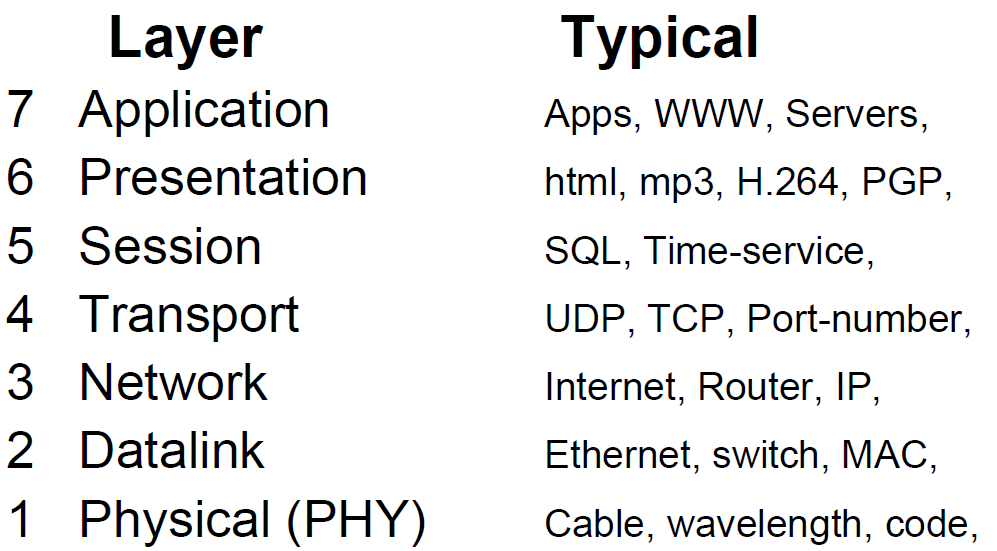 Layer Typical
7 Application Apps, WWW, Servers,
6 Presentation html, mp3, H.264, PGP,
5 Session SQL, Time-service,
4 Transport UDP, TCP, Port-number,
3 Network Internet, Router, IP,
2 Datalink Ethernet, switch, MAC,
1 Physical (PHY) Cable, wavelength, code,